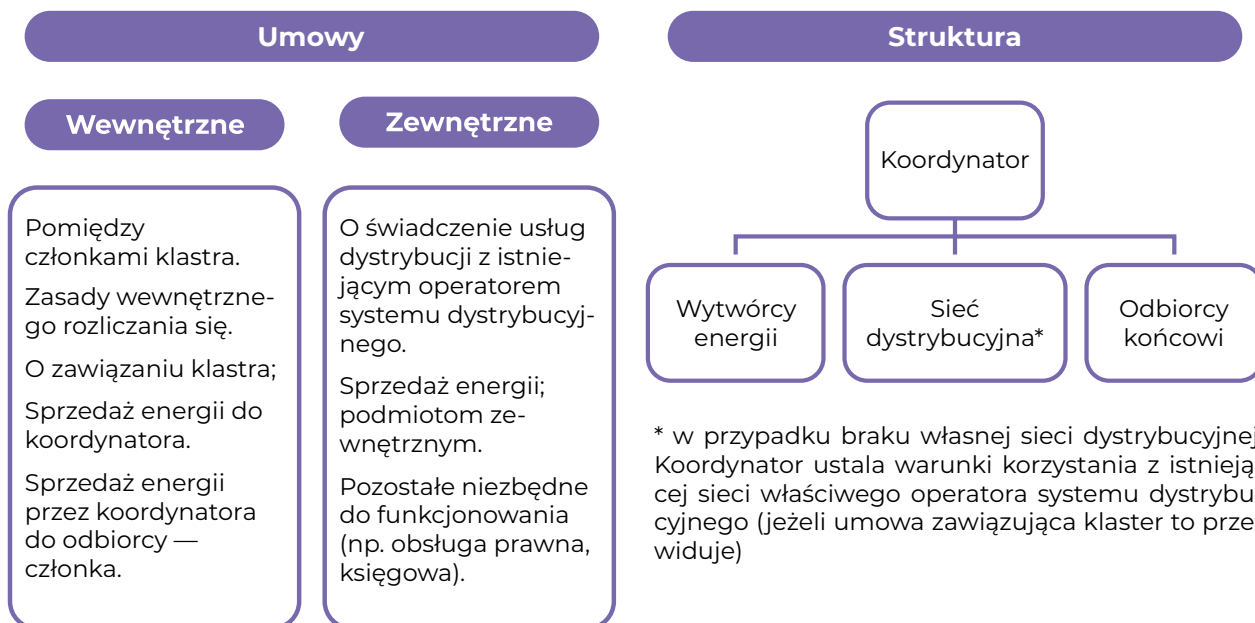 Umowy
Wewnętrzne
Pomiędzy
członkami klastra.
Zasady wewnętrzne-
go rozliczania się.
O zawiązaniu klastra;
Sprzedaż energii do
koordynatora.
Sprzedaż energii
przez koordynatora
do odbiorcy —
członka.
Zewnętrzne
O świadczenie usług
dystrybucji z istnie-
jącym operatorem
systemu dystrybucyj-
nego.
Sprzedaż energii;
podmiotom ze-
wnętrznym.
Pozostałe niezbędne
do funkcjonowania
(np. obsługa prawna,
księgowa).
Struktura
Koordynator
Wytwórcy
energii
Sieć
dystrybucyjna*
Odbiorcy
końcowi
* w przypadku braku własnej sieci dystrybucyjnej
Koordynator ustala warunki korzystania z istnieją
cej sieci właściwego operatora systemu dystrybu
cyjnego (jeżeli umowa zawiązująca klaster to prze
widuje)